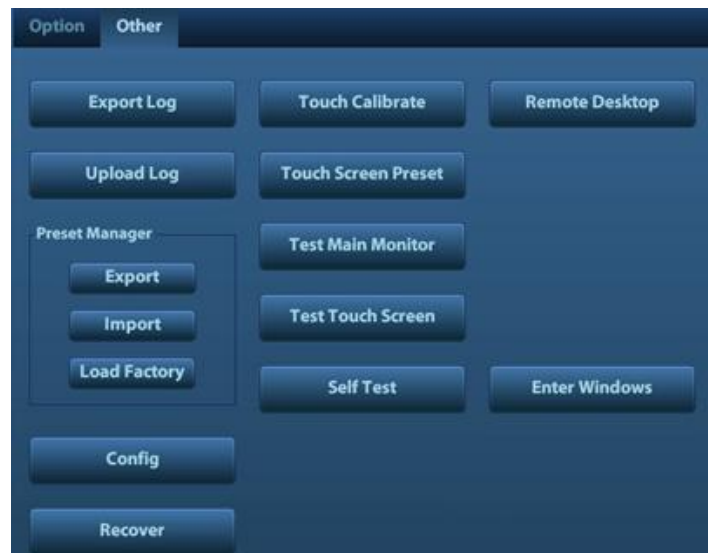 Option Other
Export Log Touch Calibrate Remote Desktop
Upload Log Touch Screen Preset
Preset Manager
Test Main Monitor
Export
Import
Test Touch Screen
Load Factory
Self Test Enter Windows
Config
Recover